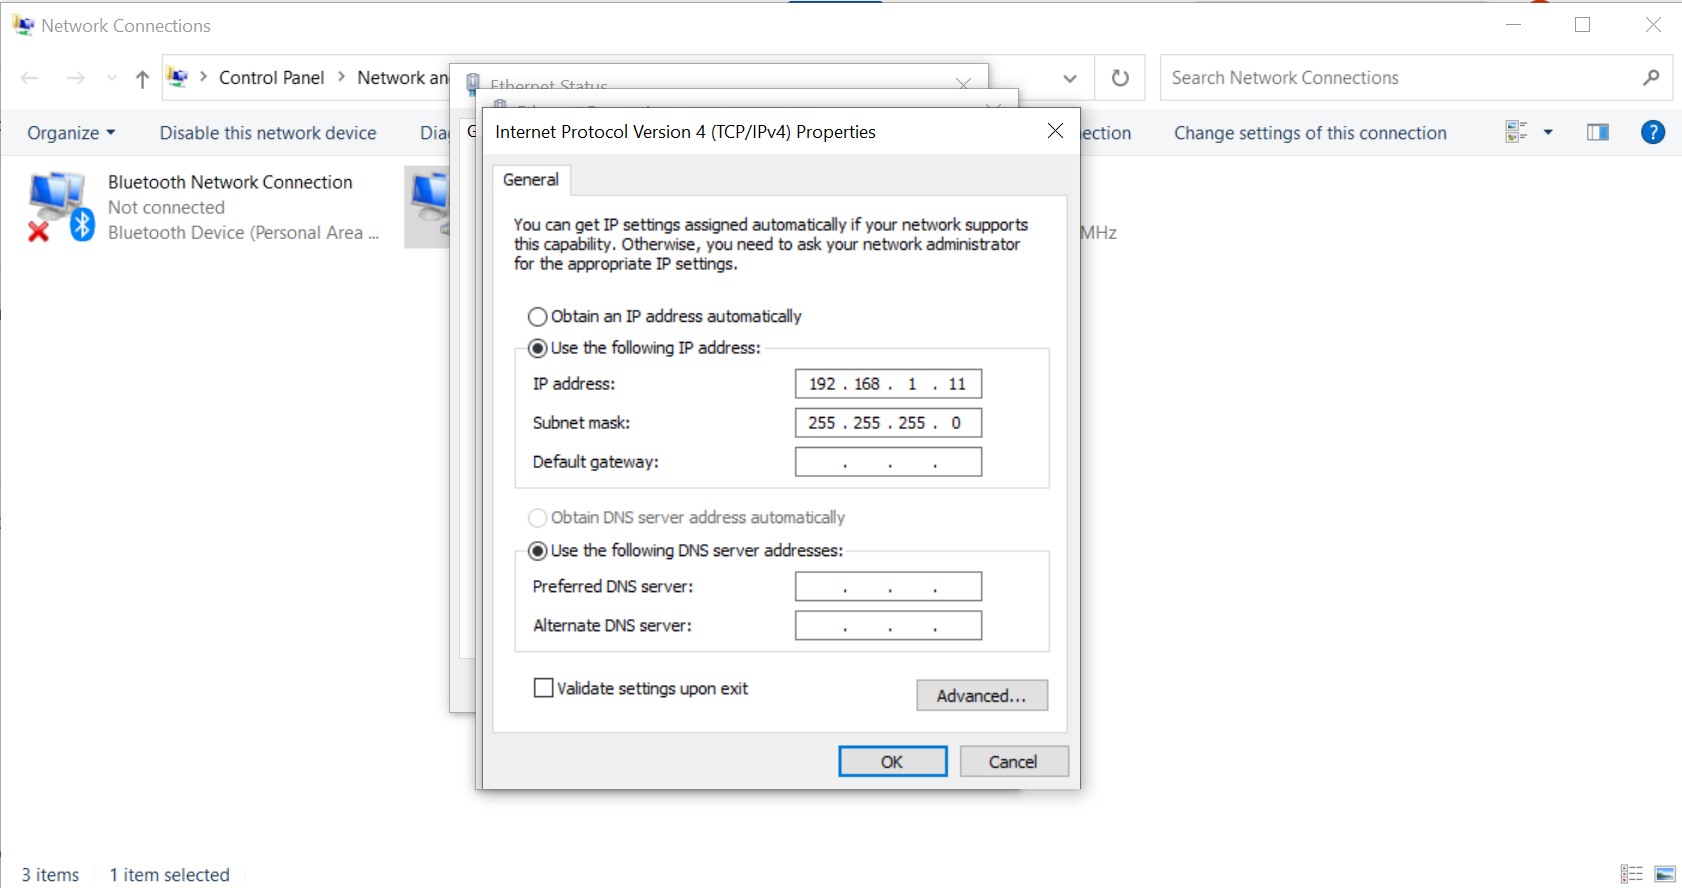 Network Connections
Control Panel
Network an
Ethernet Status
Search Network Connections
Organize
Disable this network device
Dia
G
ection
Change settings of this connection
?
Internet Protocol Version 4 (TCP/IPv4) Properties
General
Bluetooth Network Connection
Not connected
Bluetooth Device (Personal Area ...
MHz
You can get IP settings assigned automatically if your network supports
this capability. Otherwise, you need to ask your network administrator
for the appropriate IP settings.
Obtain an IP address automatically
Use the following IP address:
IP address:
192 . 168 . 1 . 11
Subnet mask:
255 . 255 . 255 . 0
Default gateway:
. . .
Obtain DNS server address automatically
Use the following DNS server addresses:
Preferred DNS server:
. . .
Alternate DNS server:
. . .
Validate settings upon exit
Advanced...
OK
Cancel
3 items
1 item selected